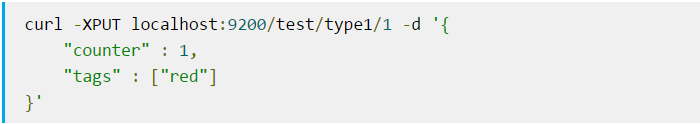 curl -XPUT localhost:9200/test/type1/1 -d '{
    "counter" : 1,
    "tags" : ["red"]
}'